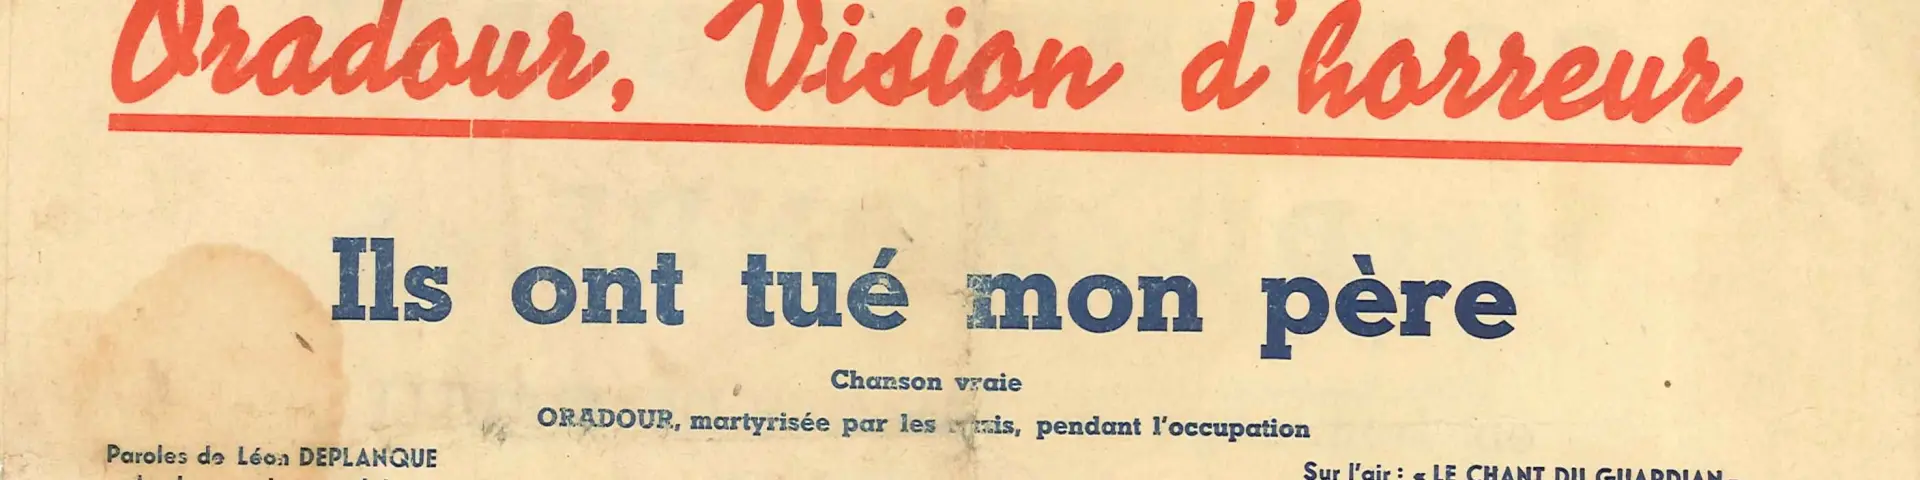 Oradour, Vision d'horreur
Ils ont tué mon père
Chanson vraie
ORADOUR, martyrisée par les nazis, pendant l'occupation
Paroles de Léon DEPLANQUE
Sur l'air : « LE CHANT DU GUARDIAN »